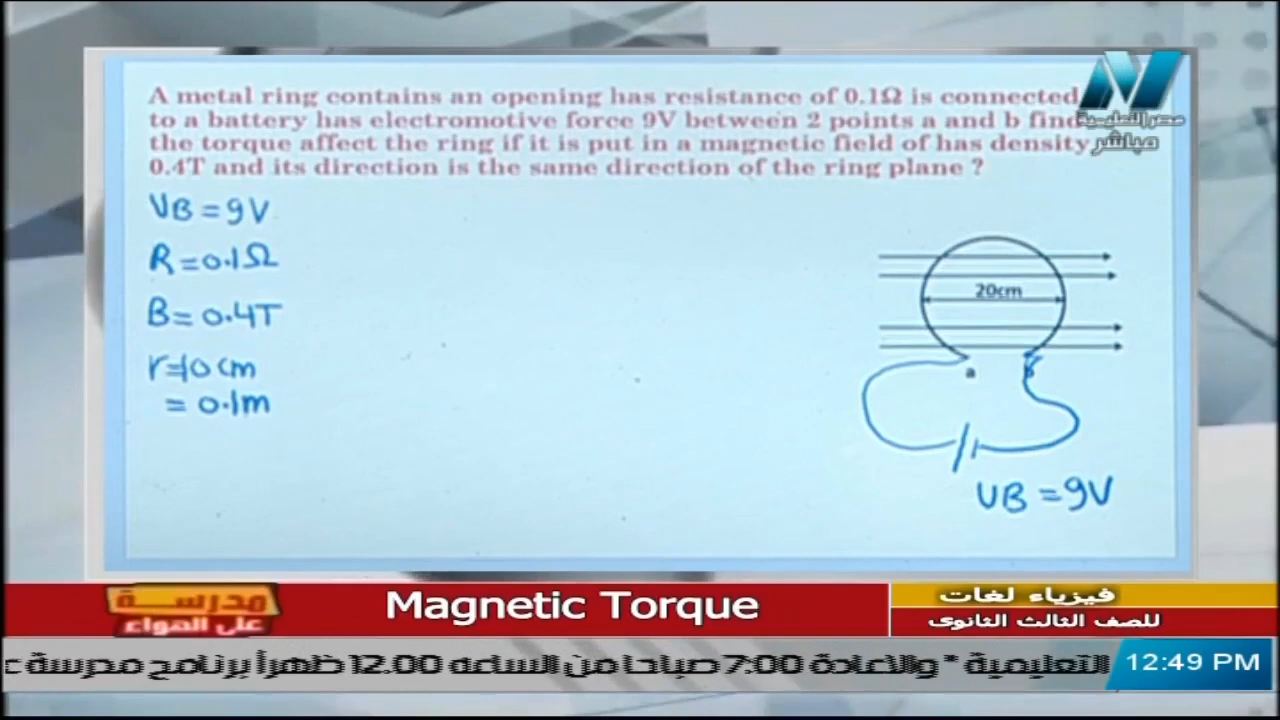 A metal ring contains an opening has resistance of 0.1Ω is connected
to a battery has electromotive force 9V between 2 points a and b find
the torque affect the ring if it is put in a magnetic field of has density
0.4T and its direction is the same direction of the ring plane ?
مصر التعليمية
مباشر
VB = 9V
R = 0.1Ω
B = 0.4T
r = 10 cm
= 0.1m
20cm
a
VB = 9V
مدرسة
على الهواء
Magnetic Torque
فيزياء لغات
للصف الثالث الثانوى
التعليمية * والاعادة 7:00 صباحا من الساعه 12.00 ظهراً برنامج مدرسة
12:49 PM